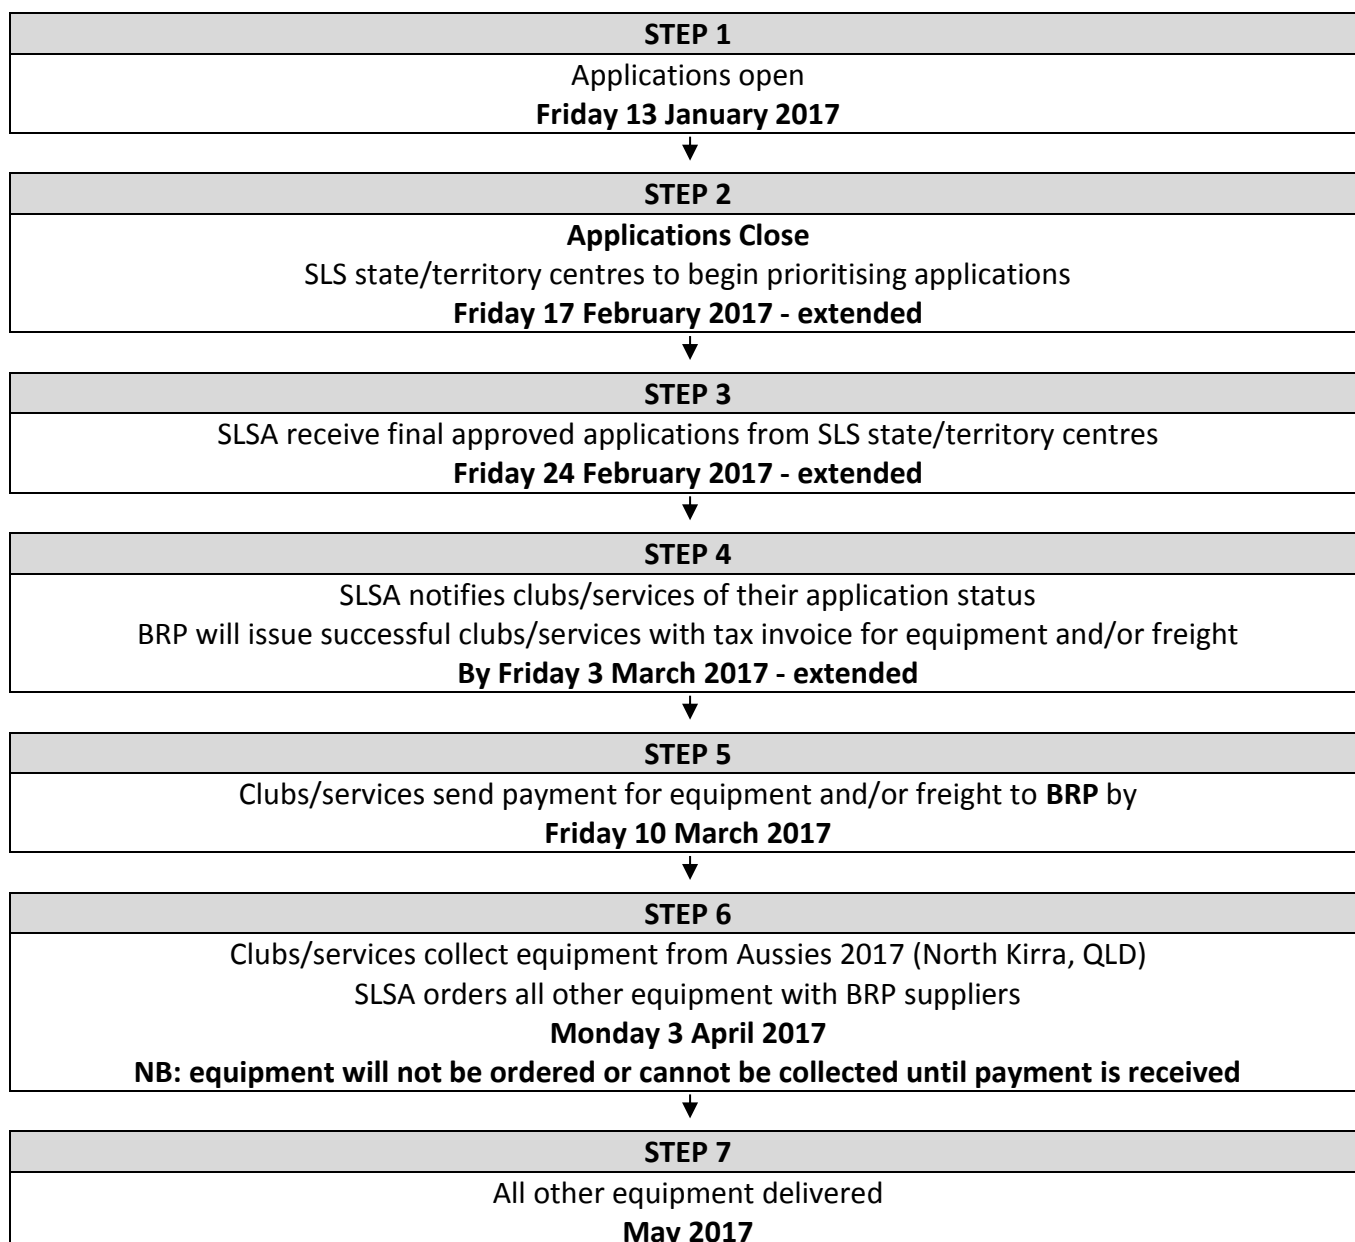 STEP 1
Applications open
Friday 13 January 2017
STEP 2
Applications Close
SLS state/territory centres to begin prioritising applications
Friday 17 February 2017 - extended
STEP 3
SLSA receive final approved applications from SLS state/territory centres
Friday 24 February 2017 - extended
STEP 4
SLSA notifies clubs/services of their application status
BRP will issue successful clubs/services with tax invoice for equipment and/or freight
By Friday 3 March 2017 - extended
STEP 5
Clubs/services send payment for equipment and/or freight to BRP by
Friday 10 March 2017
STEP 6
Clubs/services collect equipment from Aussies 2017 (North Kirra, QLD)
SLSA orders all other equipment with BRP suppliers
Monday 3 April 2017
NB: equipment will not be ordered or cannot be collected until payment is received
STEP 7
All other equipment delivered
May 2017